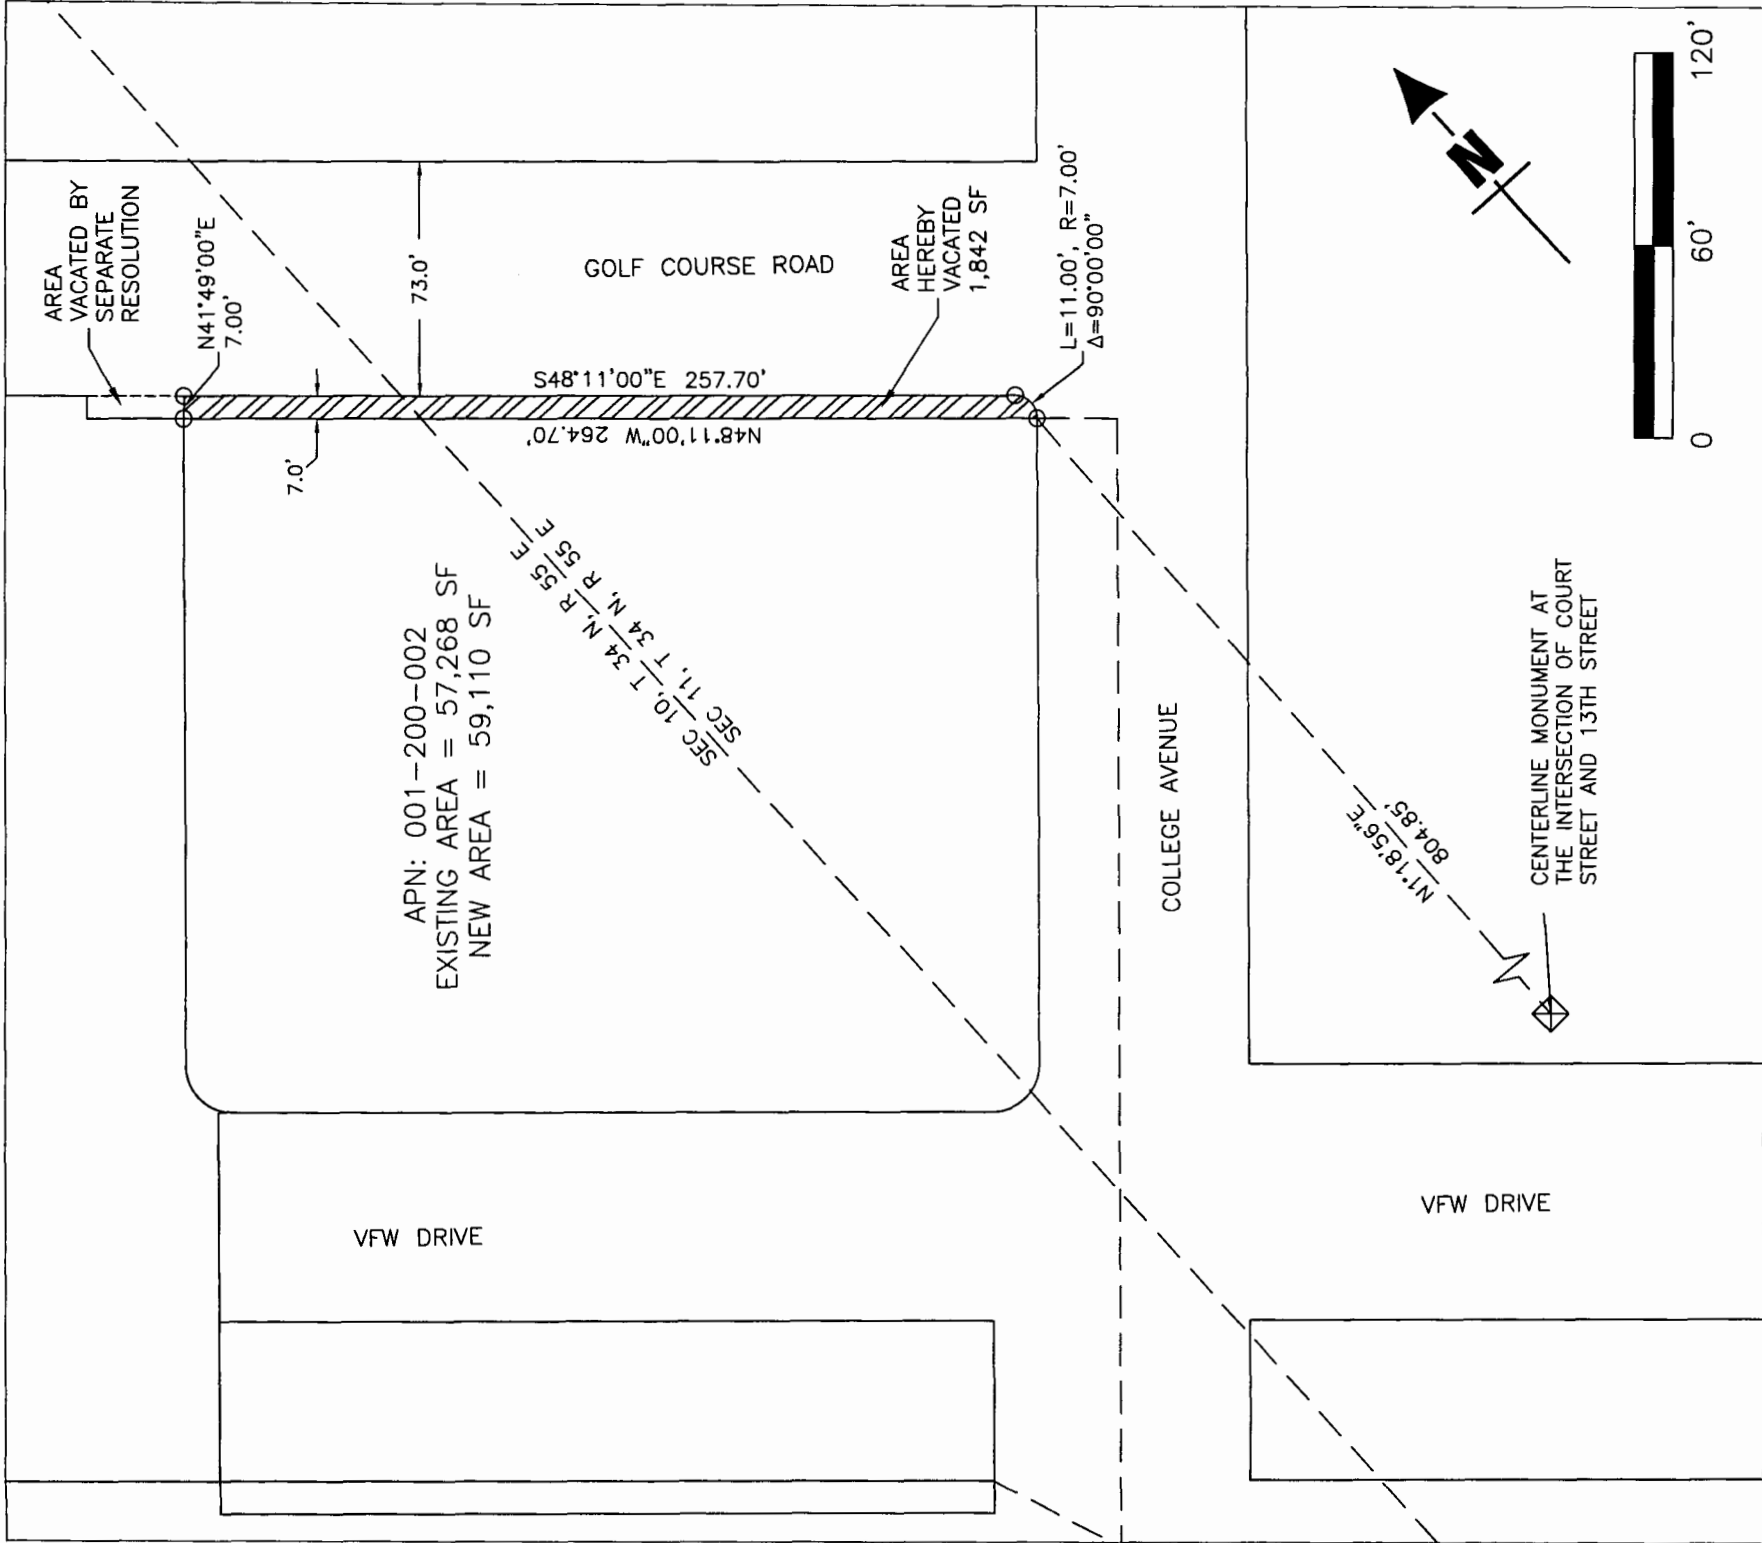 AREA
VACATED BY
SEPARATE
RESOLUTION
N41°49'00"E
7.00'
73.0'
GOLF COURSE ROAD
AREA
HEREBY
VACATED
1,842 SF
L=11.00', R=7.00'
Δ=90°00'00"
S48°11'00"E 257.70'
N48°11'00"W 264.70'
7.0'
N
0
60'
120'
APN: 001-200-002
EXISTING AREA = 57,268 SF
NEW AREA = 59,110 SF
SEC 10, T 34 N, R 55 E
SEC 11, T 34 N, R 55 E
COLLEGE AVENUE
N1°18'56"E
804.85'
CENTERLINE MONUMENT AT
THE INTERSECTION OF COURT
STREET AND 13TH STREET
VFW DRIVE
VFW DRIVE